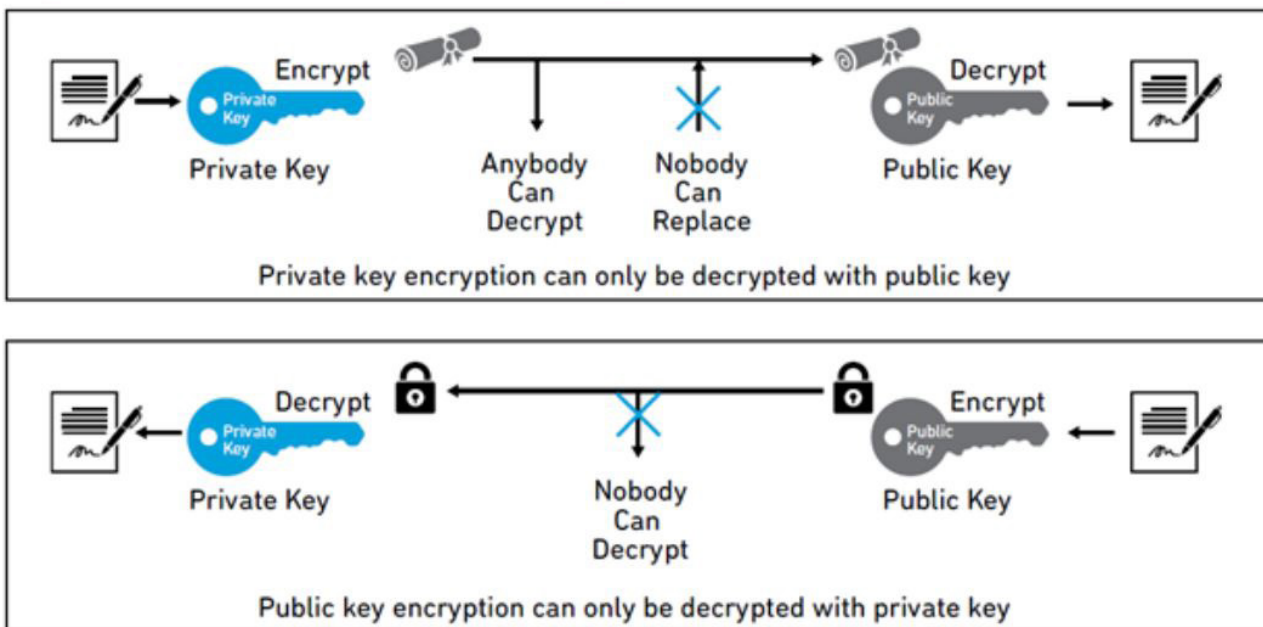 Encrypt
Private
Key
Private Key
Anybody
Can
Decrypt
Nobody
Can
Replace
Decrypt
Public
Key
Public Key
Private key encryption can only be decrypted with public key
Decrypt
Private
Key
Private Key
Nobody
Can
Decrypt
Encrypt
Public
Key
Public Key
Public key encryption can only be decrypted with private key